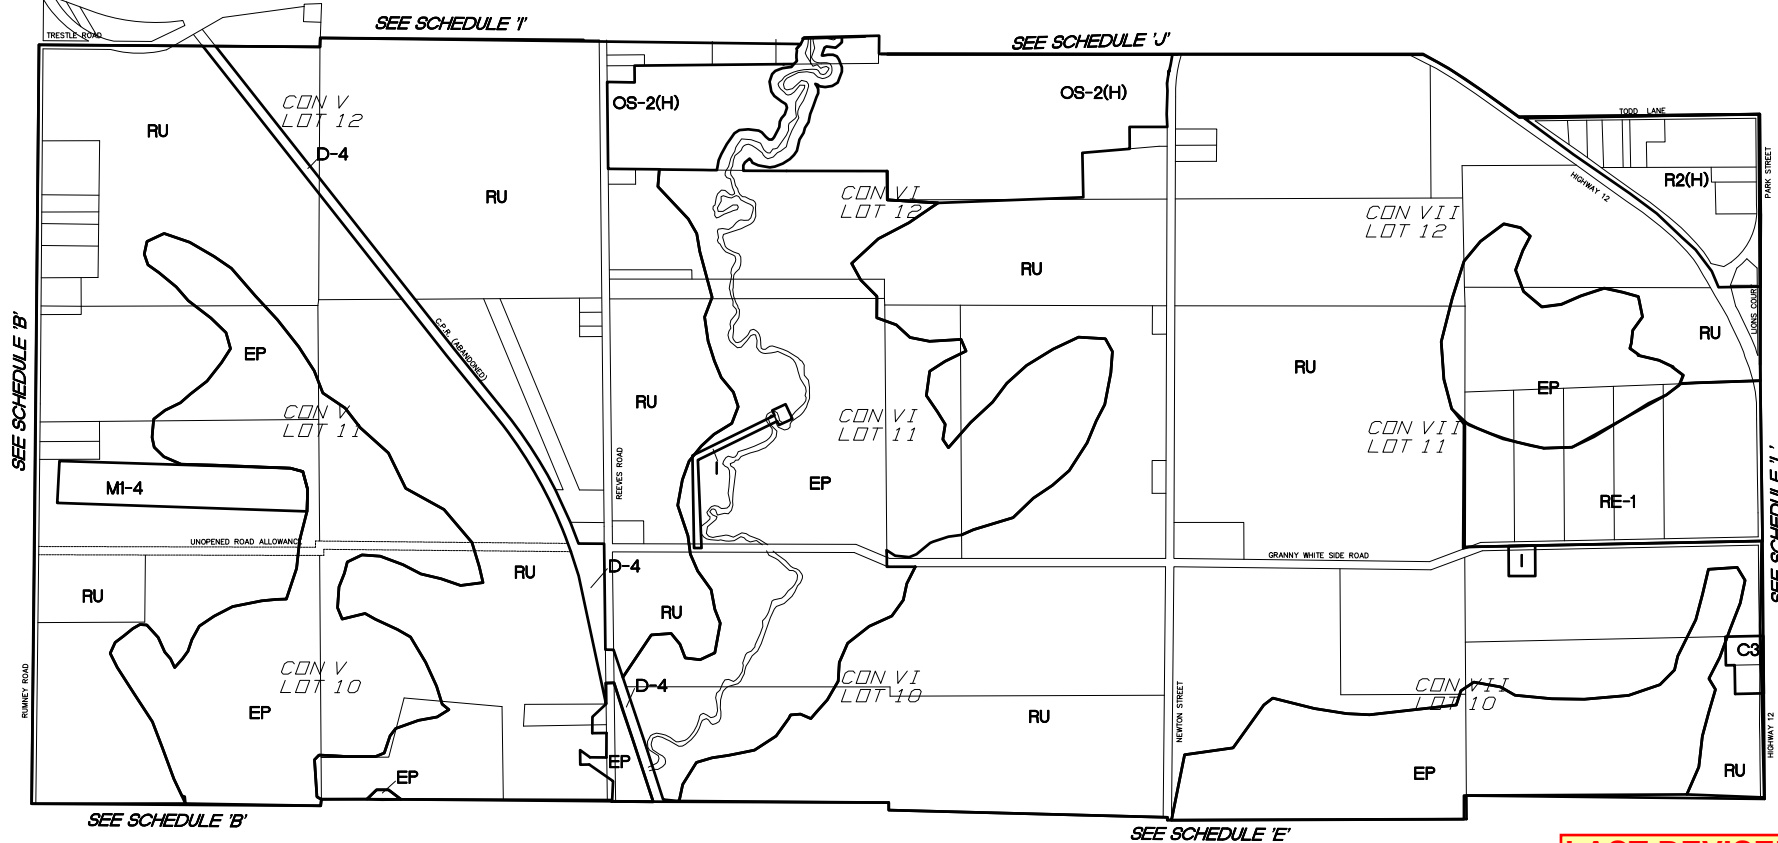 SEE SCHEDULE 'I'
SEE SCHEDULE 'J'
TRESTLE ROAD
CON V
LOT 12
RU
D-4
RU
OS-2(H)
OS-2(H)
TODD LANE
PARK STREET
R2(H)
HIGHWAY 12
CON VI
LOT 12
CON VII
LOT 12
RU
SEE SCHEDULE 'B'
EP
C.P.R. (ABANDONED)
RU
RU
LIONS COURT
EP
CON V
LOT 11
RU
CON VI
LOT 11
CON VII
LOT 11
REEVES ROAD
I
EP
M1-4
RE-1
SEE SCHEDULE 'L'
UNOPENED ROAD ALLOWANCE
GRANNY WHITE SIDE ROAD
I
RU
RU
D-4
RU
RUMNEY ROAD
CON V
LOT 10
EP
D-4
CON VI
LOT 10
RU
NEWTON STREET
CON VII
LOT 10
C3
HIGHWAY 12
EP
EP
EP
RU
SEE SCHEDULE 'B'
SEE SCHEDULE 'E'